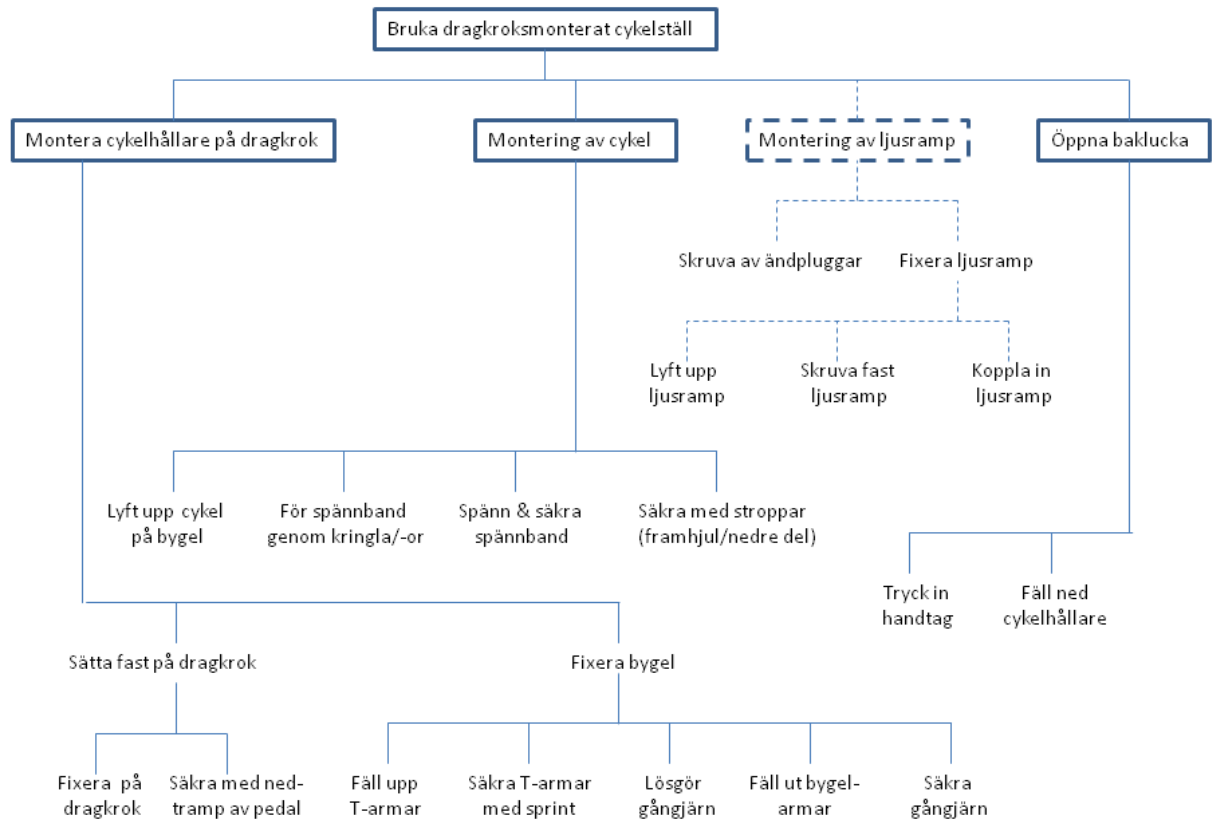 Bruka dragkroksmonterat cykelställ
Montera cykelhållare på dragkrok
Montering av cykel
Montering av ljusramp
Öppna baklucka
Skruva av ändpluggar
Fixera ljusramp
Lyft upp
ljusramp
Skruva fast
ljusramp
Koppla in
ljusramp
Lyft upp cykel
på bygel
För spännband
genom kringla/-or
Spänn & säkra
spännband
Säkra med stroppar
(framhjul/nedre del)
Tryck in
handtag
Fäll ned
cykelhållare
Sätta fast på dragkrok
Fixera bygel
Fixera på
dragkrok
Säkra med ned-
tramp av pedal
Fäll upp
T-armar
Säkra T-armar
med sprint
Lösgör
gångjärn
Fäll ut bygel-
armar
Säkra
gångjärn